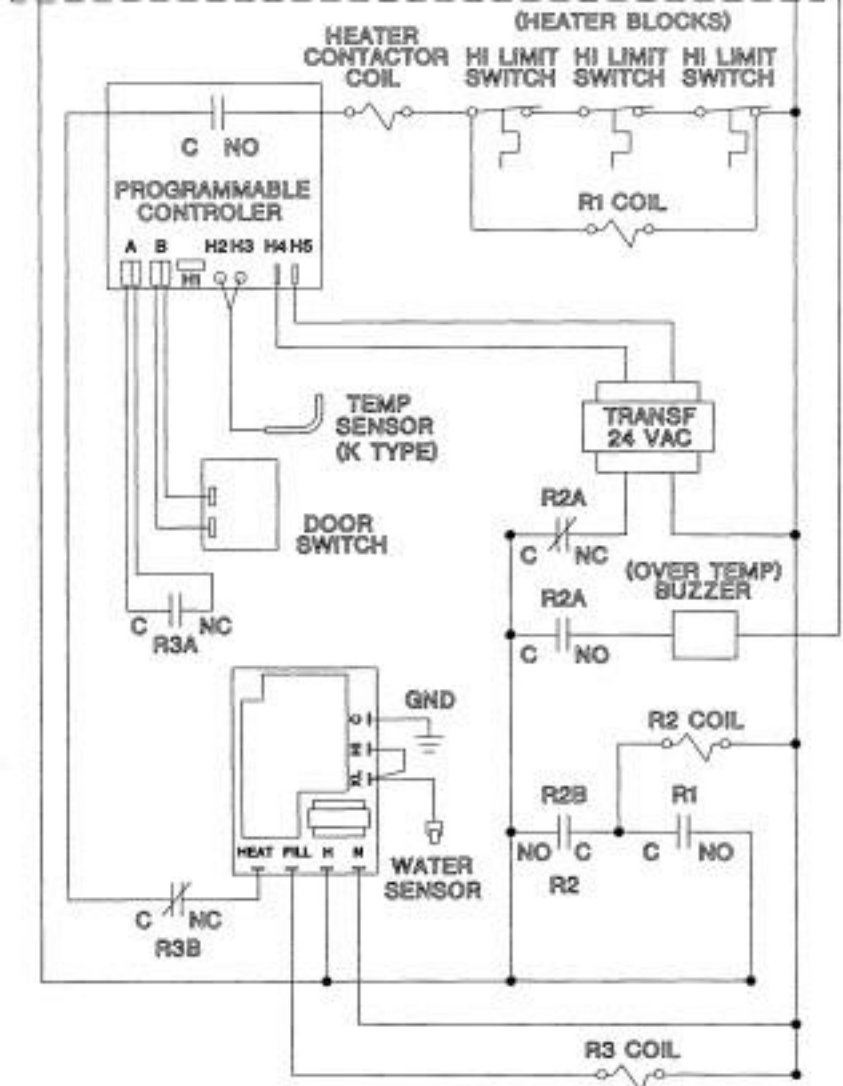 (HEATER BLOCKS)
HEATER
CONTACTOR
COIL
HI LIMIT
SWITCH
HI LIMIT
SWITCH
HI LIMIT
SWITCH
C NO
PROGRAMMABLE
CONTROLER
R1 COIL
A B H2 H3 H4 H5
H1
TEMP
SENSOR
(K TYPE)
TRANSF
24 VAC
DOOR
SWITCH
R2A
C NC
(OVER TEMP)
BUZZER
R2A
C NO
C NC
R3A
GND
G
HI
XL
R2 COIL
R2B
R1
NO C
C NO
R2
HEAT FILL H N
WATER
SENSOR
C NC
R3B
R3 COIL